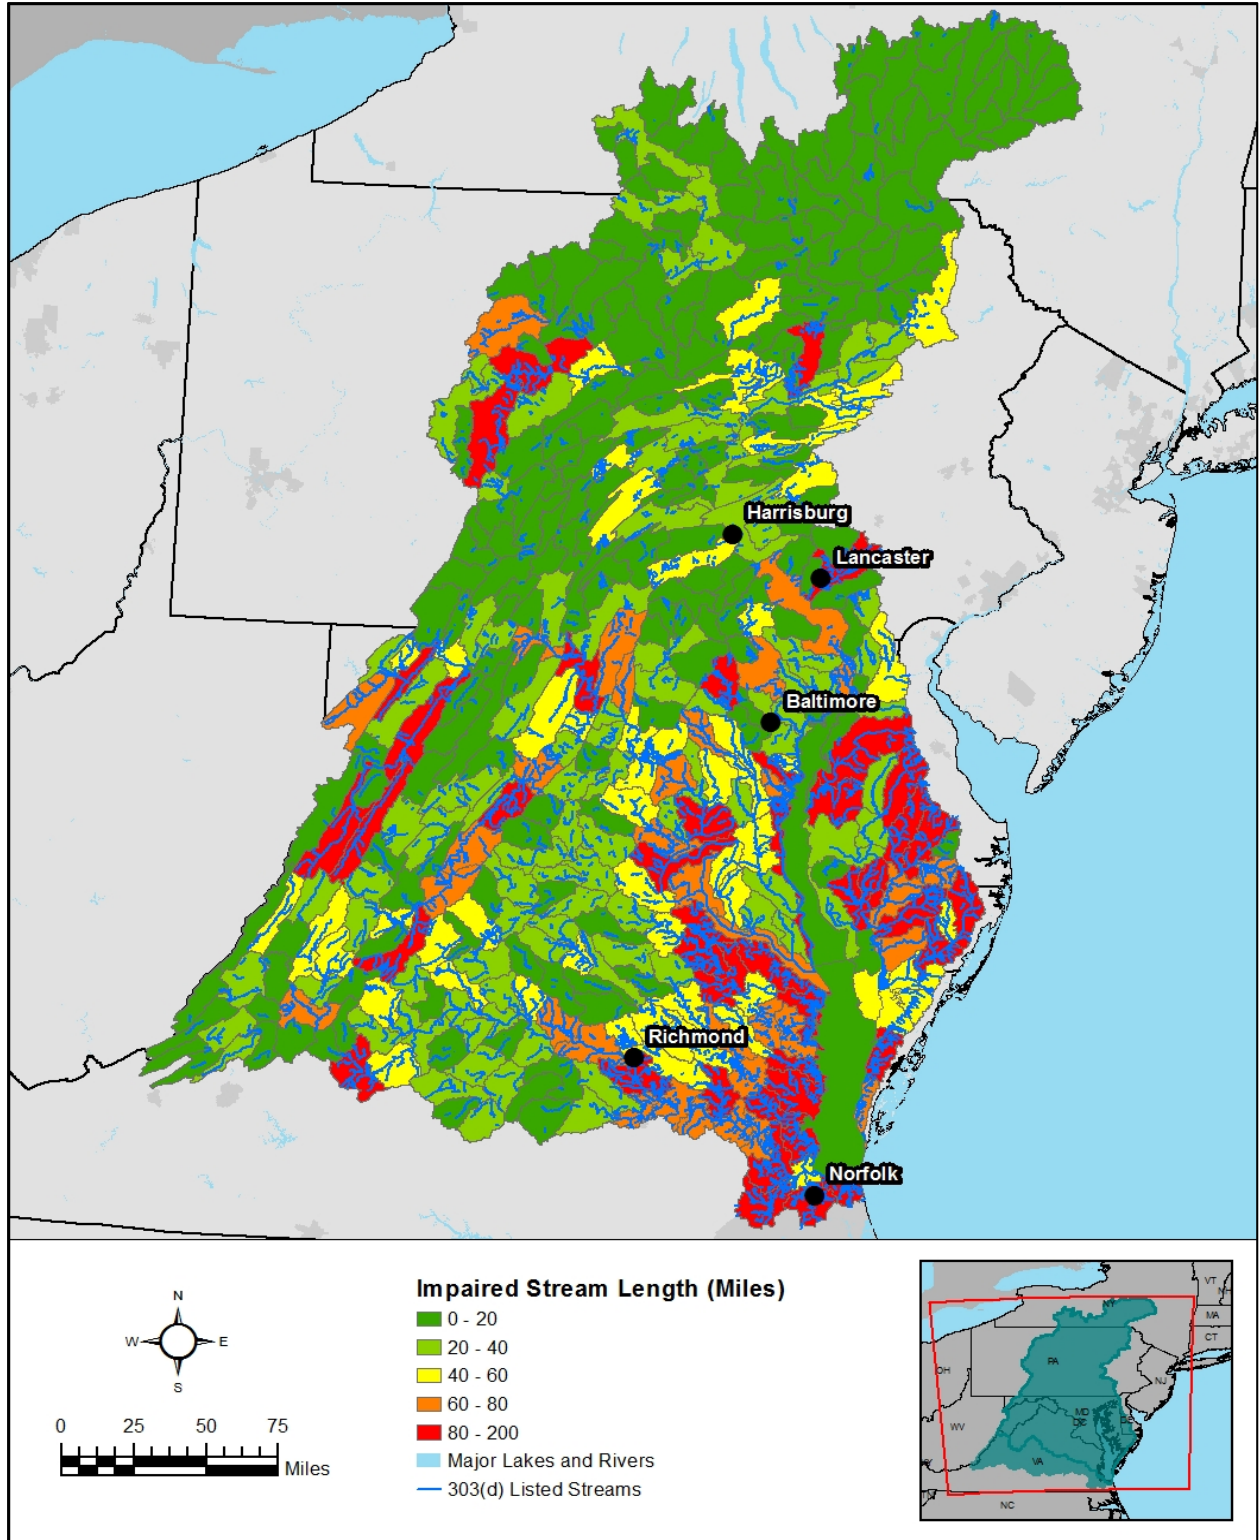 Harrisburg
Lancaster
Baltimore
Richmond
Norfolk
N
W E
S
0 25 50 75
Miles
Impaired Stream Length (Miles)
0 - 20
20 - 40
40 - 60
60 - 80
80 - 200
Major Lakes and Rivers
303(d) Listed Streams
VT
NH
NY
MA
CT
PA
OH
NJ
MD
DC
DE
WV
VA
NC